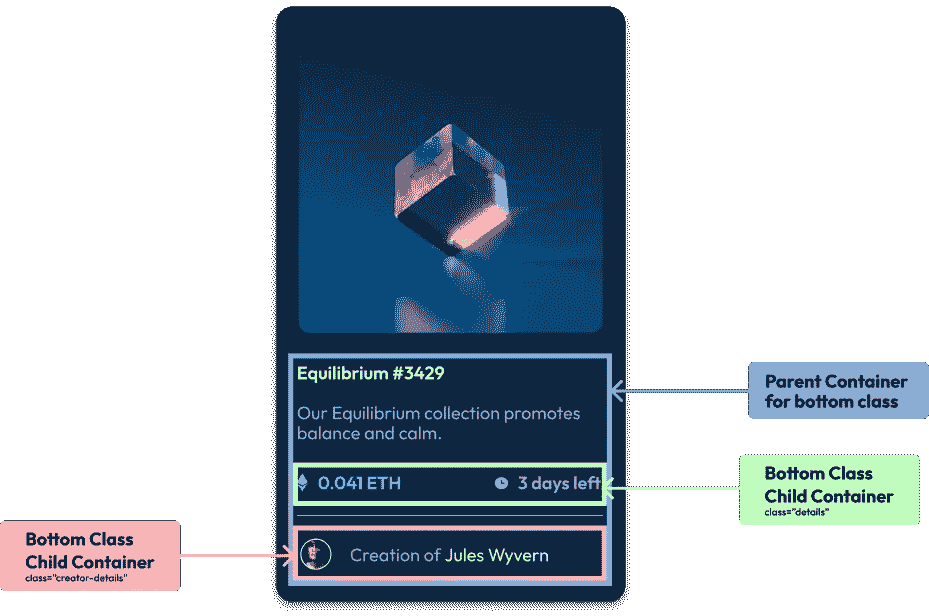 Equilibrium #3429
Our Equilibrium collection promotes
balance and calm.
0.041 ETH
3 days left
Creation of Jules Wyvern
Parent Container
for bottom class
Bottom Class
Child Container
class="details"
Bottom Class
Child Container
class="creator-details"